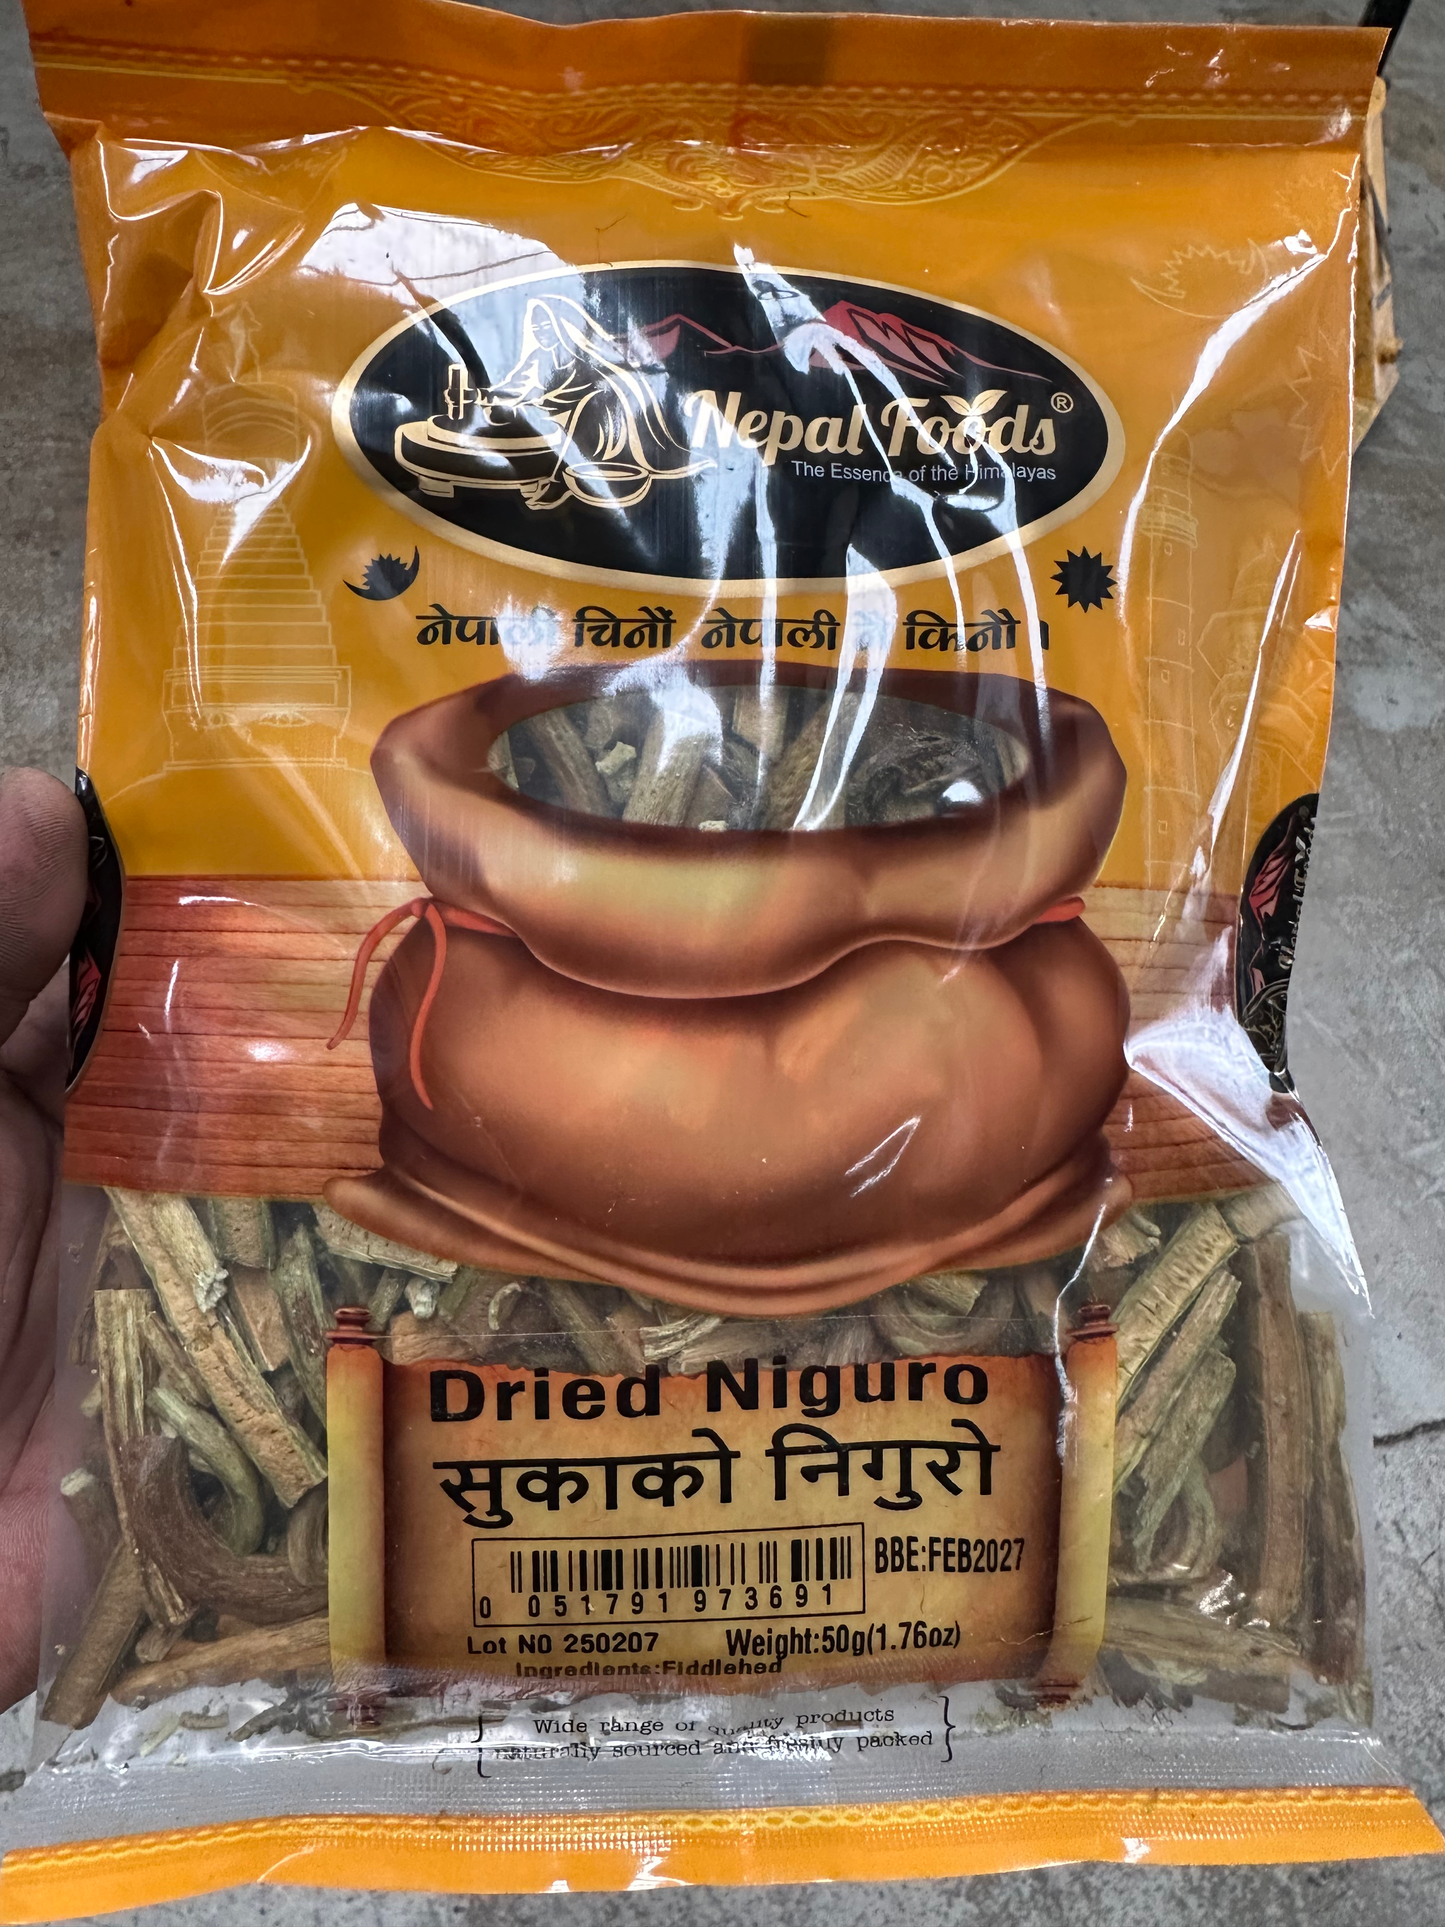 Nepal Foods®
The Essence of the Himalayas
नेपाली चिनौं नेपाली नै किनौ ।
Dried Niguro
सुकाको निगुरो
BBE:FEB2027
0 051791 973691
Lot NO 250207 Weight:50g(1.76oz)
Ingredients:Fiddlehed
Wide range of quality products
naturally sourced and freshly packed